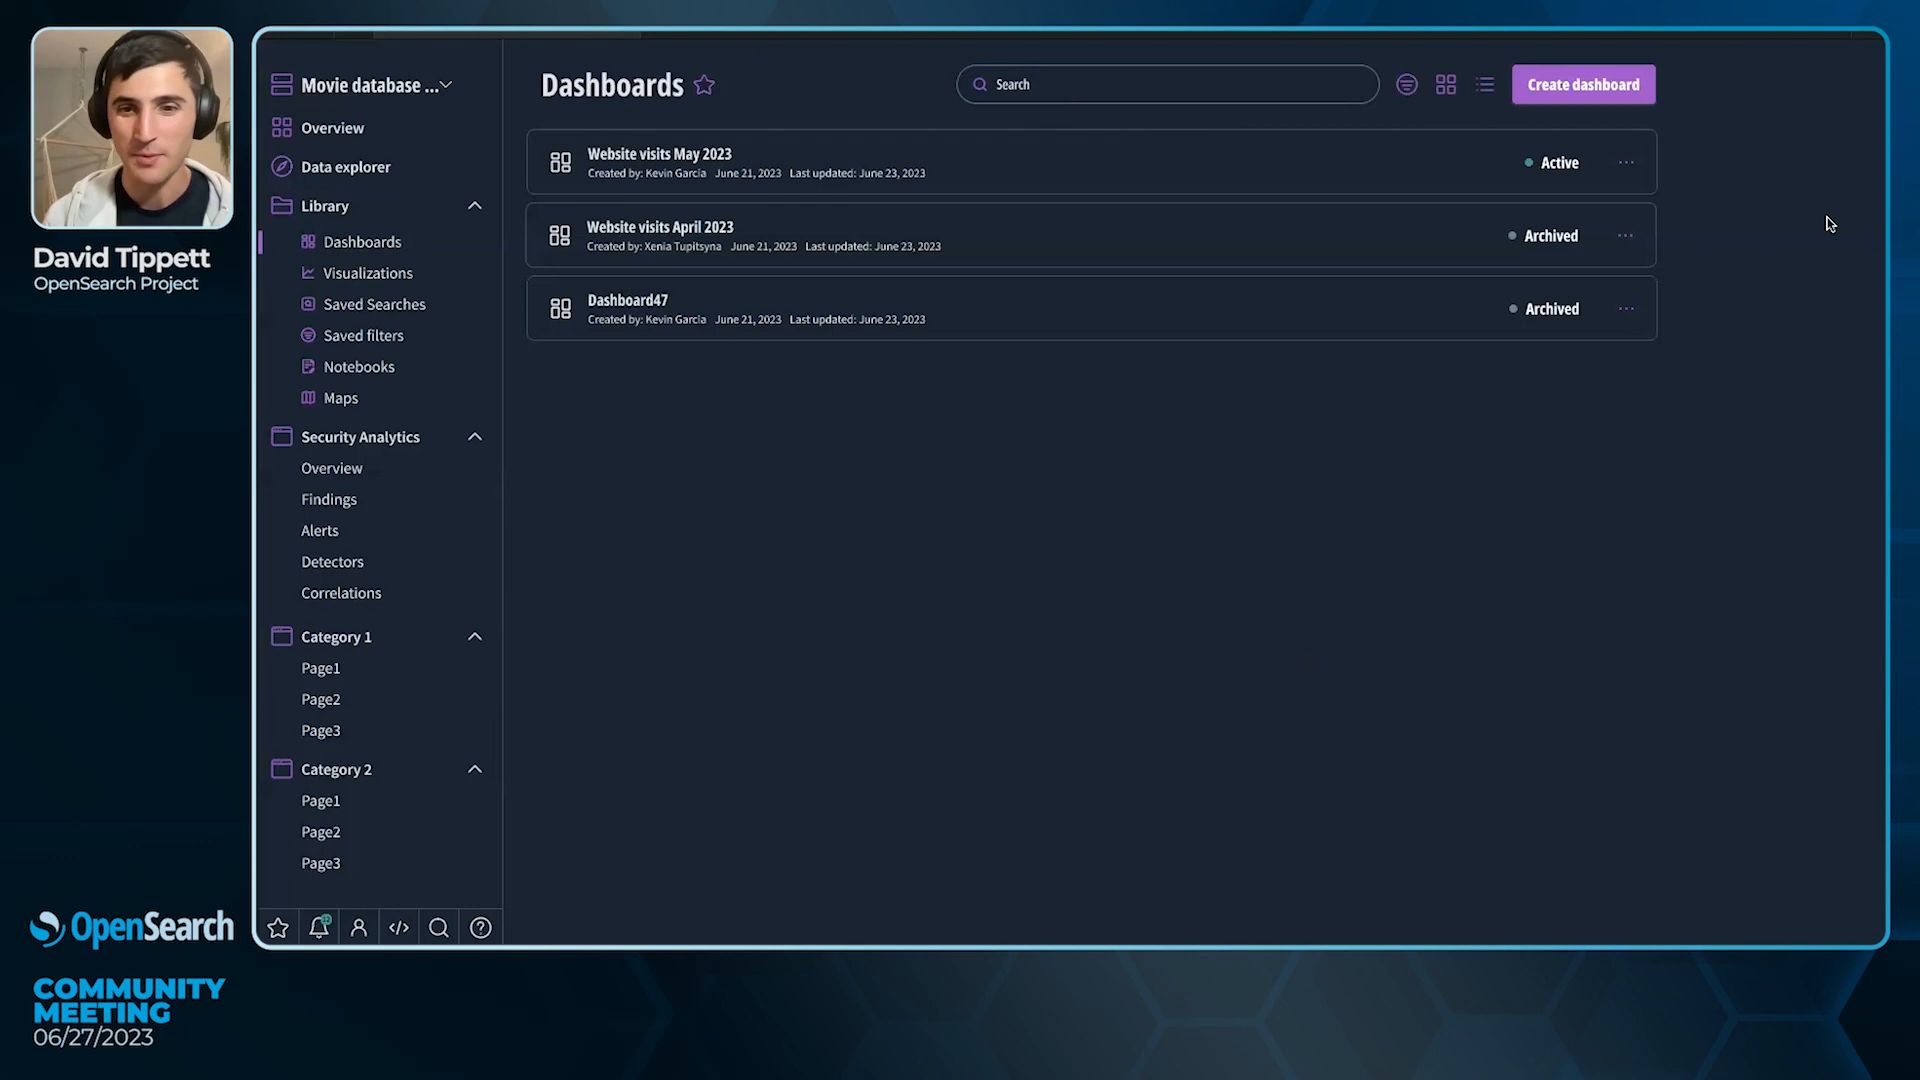 David Tippett
OpenSearch Project
OpenSearch
COMMUNITY
MEETING
06/27/2023
Movie database ...
Overview
Data explorer
Library
Dashboards
Visualizations
Saved Searches
Saved filters
Notebooks
Maps
Security Analytics
Overview
Findings
Alerts
Detectors
Correlations
Category 1
Page1
Page2
Page3
Category 2
Page1
Page2
Page3
Dashboards
Search
Create dashboard
Website visits May 2023
Created by: Kevin Garcia June 21, 2023 Last updated: June 23, 2023
Active
Website visits April 2023
Created by: Xenia Tupitsyna June 21, 2023 Last updated: June 23, 2023
Archived
Dashboard47
Created by: Kevin Garcia June 21, 2023 Last updated: June 23, 2023
Archived